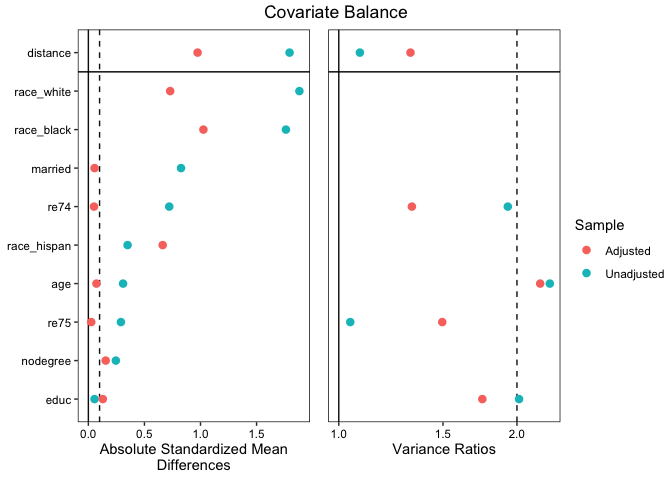 Covariate Balance
distance
race_white
race_black
married
re74
race_hispan
age
re75
nodegree
educ
0.0 0.5 1.0 1.5
1.0 1.5 2.0
Absolute Standardized Mean
Differences
Variance Ratios
Sample
Adjusted
Unadjusted